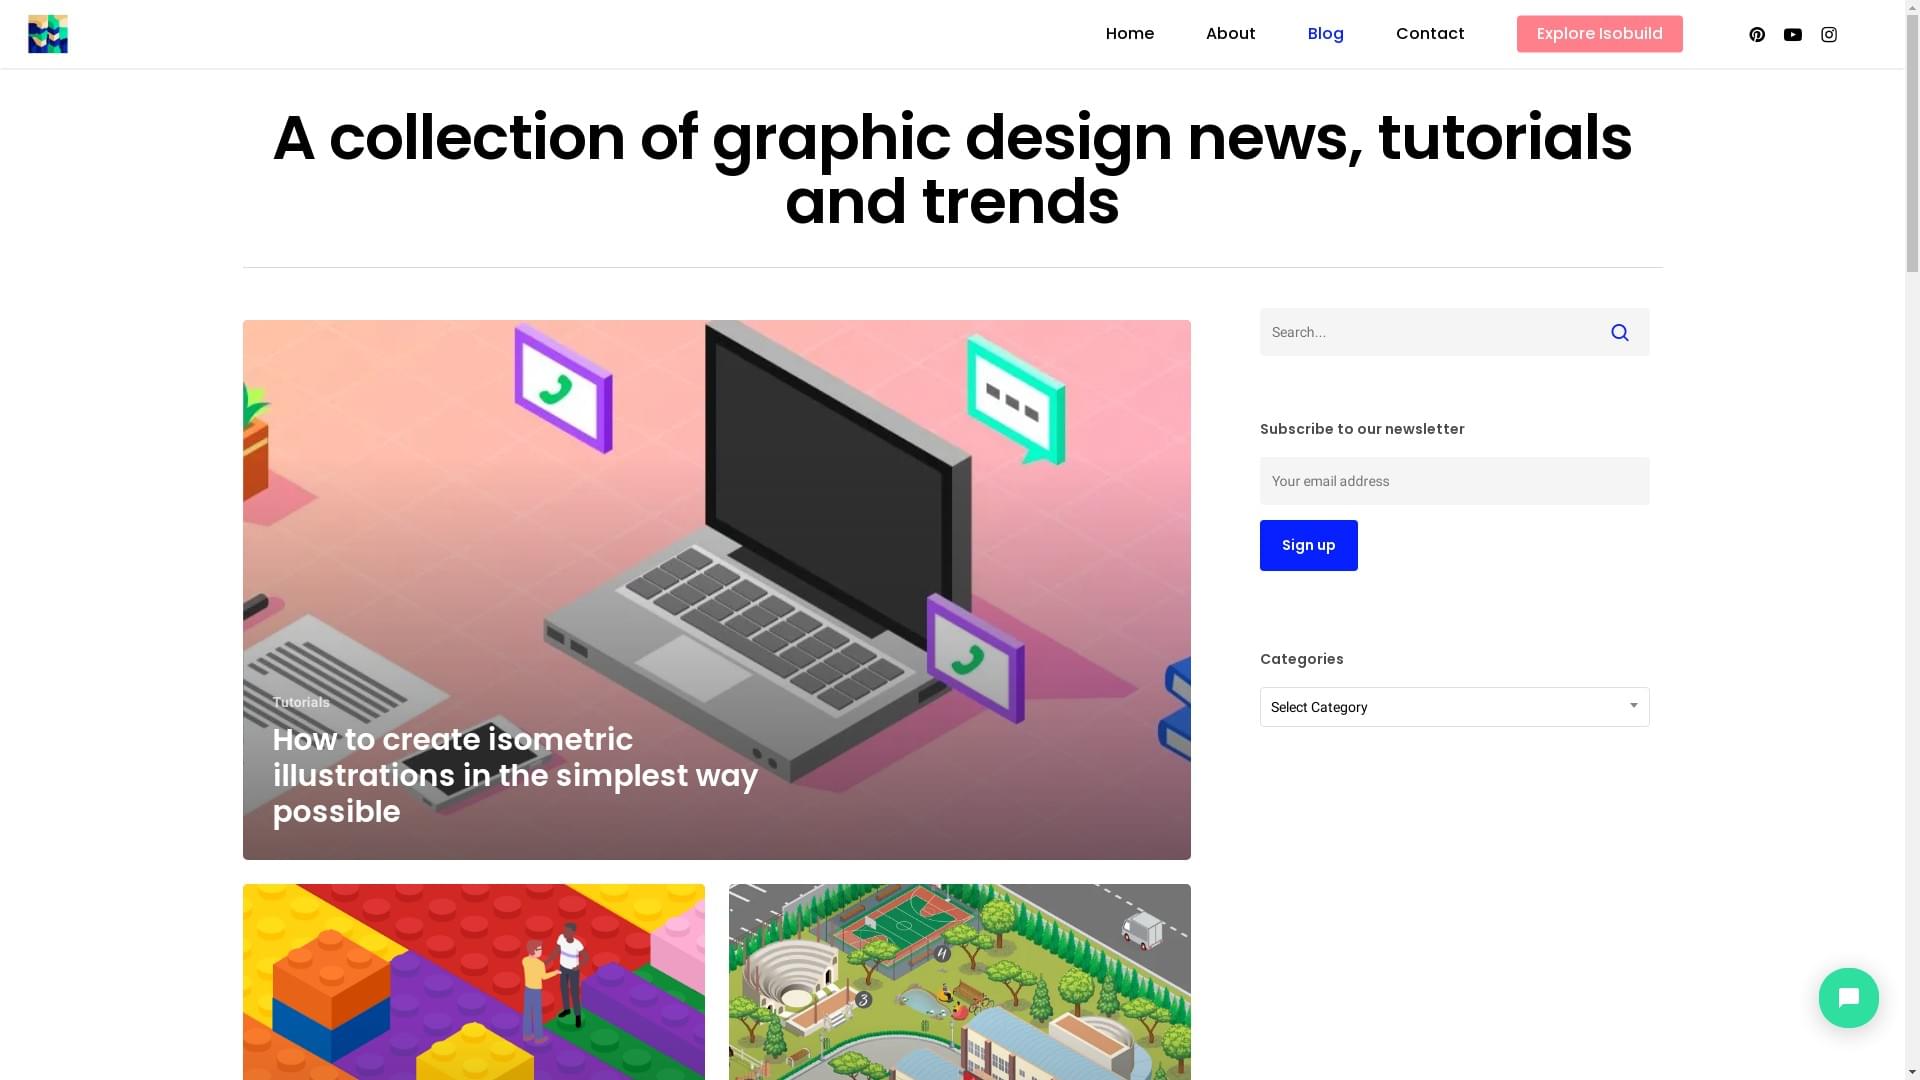 Home
About
Blog
Contact
Explore Isobuild
A collection of graphic design news, tutorials
and trends
Search...
Subscribe to our newsletter
Your email address
Sign up
Categories
Select Category
Tutorials
How to create isometric
illustrations in the simplest way
possible
4
3